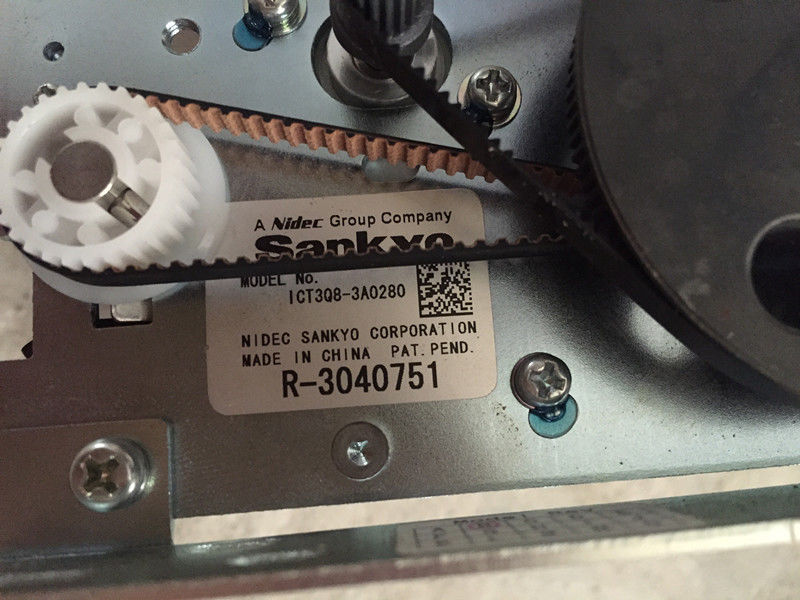 A Nidec Group Company
Sankyo
MODEL No.
ICT3Q8-3A0280
NIDEC SANKYO CORPORATION
MADE IN CHINA PAT. PEND.
R-3040751